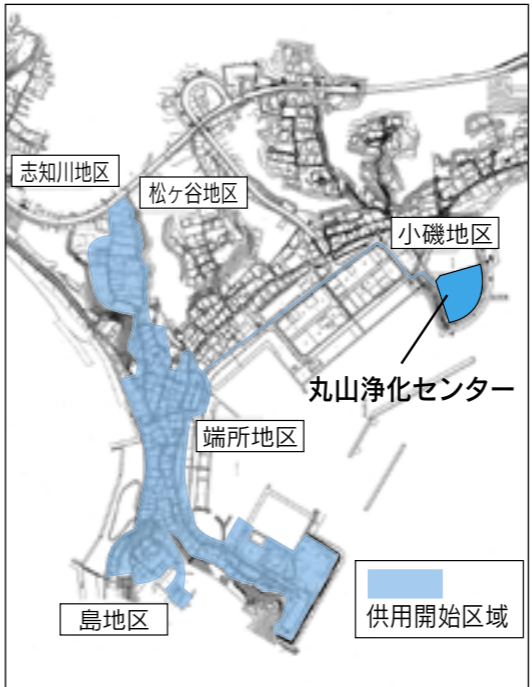 志知川地区
松ケ谷地区
小磯地区
丸山浄化センター
端所地区
島地区
供用開始区域